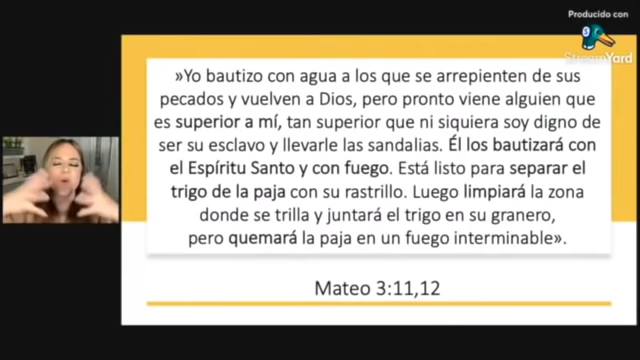 Producido con
StreamYard
»Yo bautizo con agua a los que se arrepienten de sus
pecados y vuelven a Dios, pero pronto viene alguien que
es superior a mí, tan superior que ni siquiera soy digno de
ser su esclavo y llevarle las sandalias. Él los bautizará con
el Espíritu Santo y con fuego. Está listo para separar el
trigo de la paja con su rastrillo. Luego limpiará la zona
donde se trilla y juntará el trigo en su granero,
pero quemará la paja en un fuego interminable».
Mateo 3:11,12